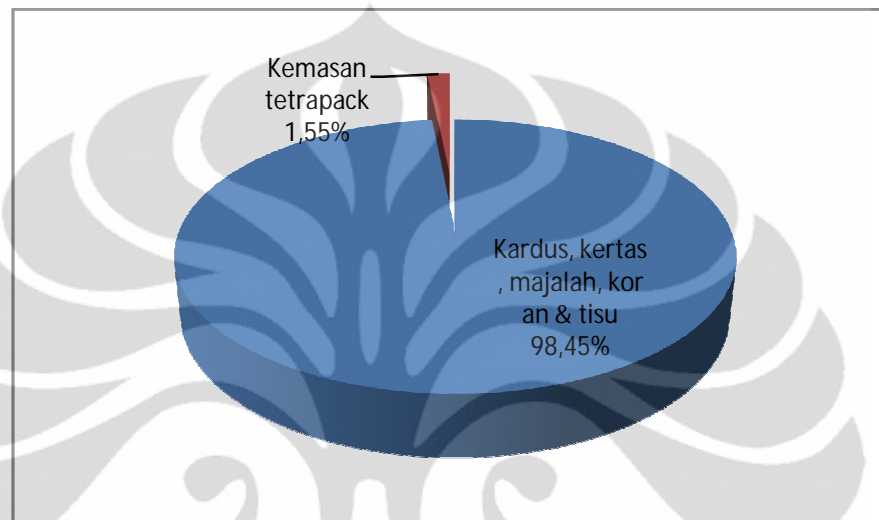 Kemasan
tetrapack
1,55%
Kardus, kertas
, majalah, kor
an & tisu
98,45%